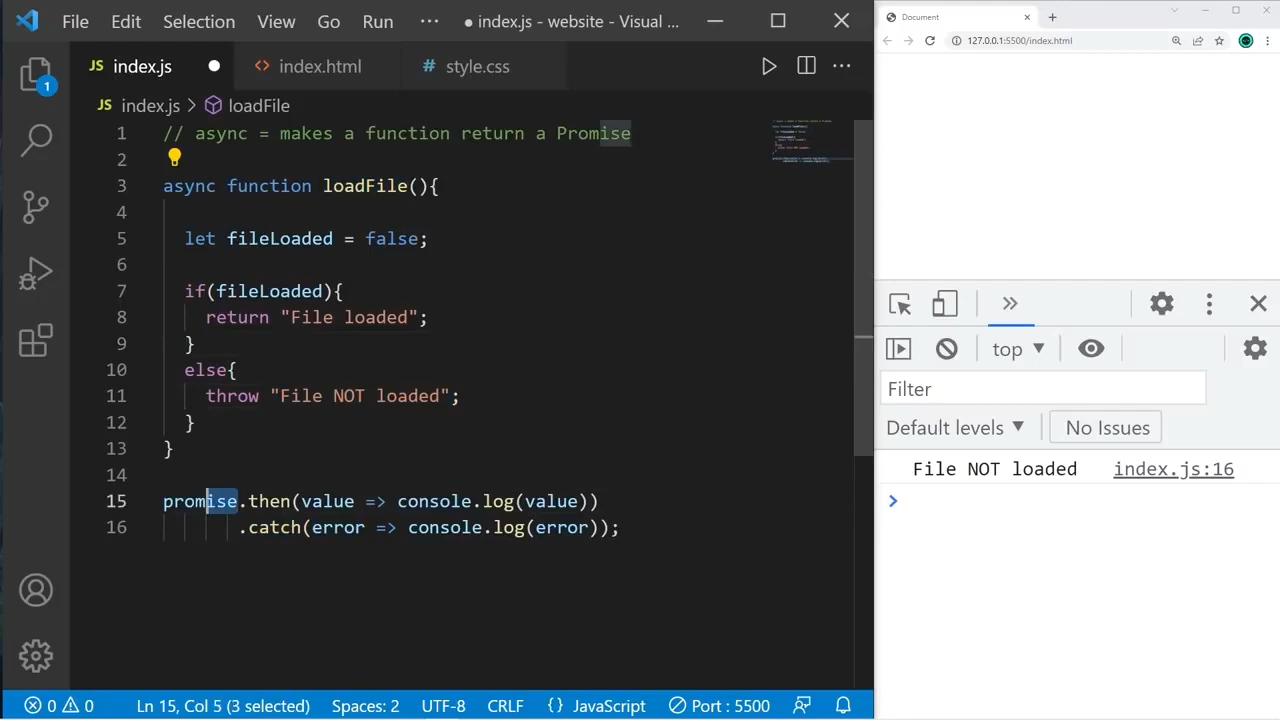 File Edit Selection View Go Run ··· ● index.js - website - Visual ...
JS index.js ● <> index.html # style.css
JS index.js > loadFile
1 // async = makes a function return a Promise
2
3 async function loadFile(){
4
5 let fileLoaded = false;
6
7 if(fileLoaded){
8 return "File loaded";
9 }
10 else{
11 throw "File NOT loaded";
12 }
13 }
14
15 promise.then(value => console.log(value))
16 .catch(error => console.log(error));
1
0 0 Ln 15, Col 5 (3 selected) Spaces: 2 UTF-8 CRLF {} JavaScript Port : 5500
Document
127.0.0.1:5500/index.html
top
Filter
Default levels No Issues
File NOT loaded index.js:16
>